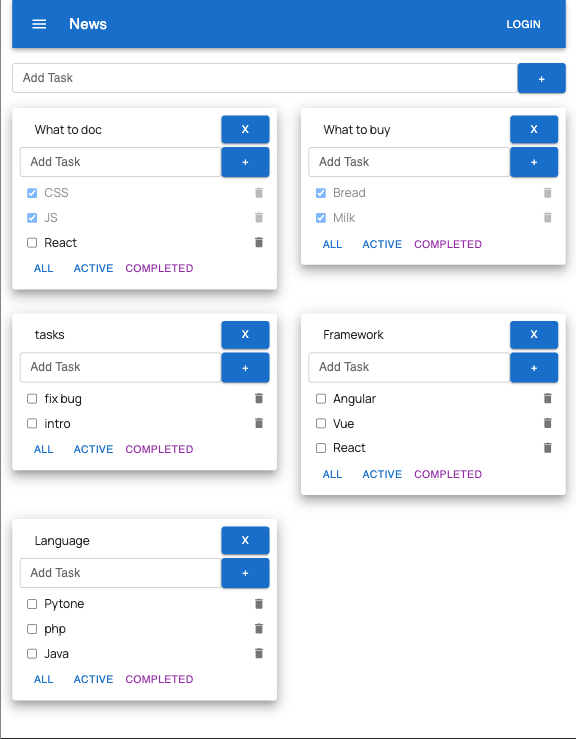 News LOGIN
Add Task +
What to doc X
Add Task +
CSS
JS
React
ALL ACTIVE COMPLETED
What to buy X
Add Task +
Bread
Milk
ALL ACTIVE COMPLETED
tasks X
Add Task +
fix bug
intro
ALL ACTIVE COMPLETED
Framework X
Add Task +
Angular
Vue
React
ALL ACTIVE COMPLETED
Language X
Add Task +
Pytone
php
Java
ALL ACTIVE COMPLETED